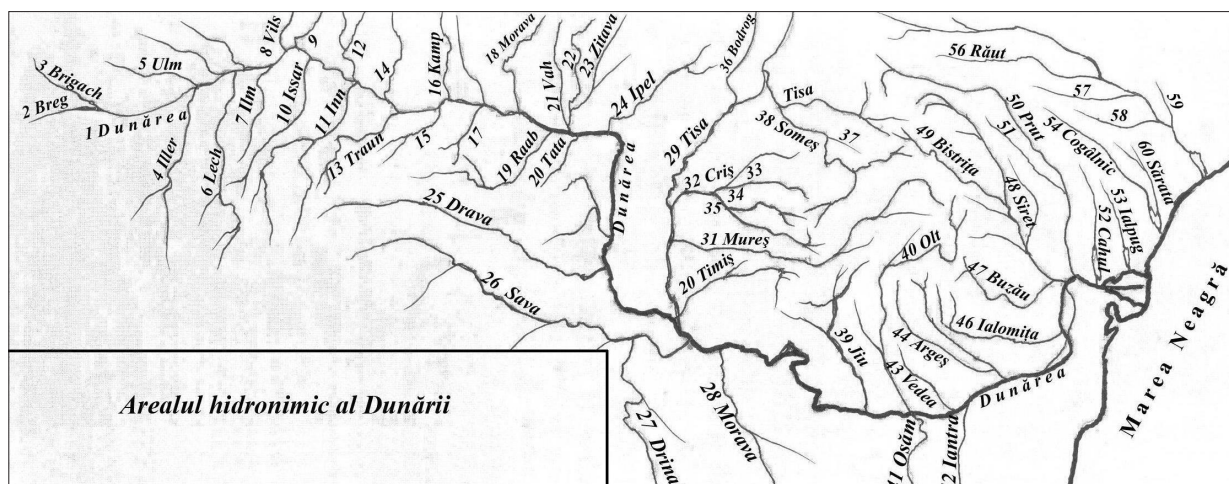 3 Brigach
2 Breg
1 Dunărea
5 Ulm
4 Iller
6 Lech
7 Ilm
8 Vils
9
10 Issar
11 Inn
12
13 Traun
14
15
16 Kamp
17
18 Morava
19 Raab
20 Tata
21 Vah
22
23 Zitava
24 Ipel
25 Drava
26 Sava
27 Drina
28 Morava
Dunărea
29 Tisa
36 Bodrog
Tisa
37
38 Someș
32 Criș
33
34
35
31 Mureș
20 Timiș
39 Jiu
40 Olt
41 Osăm
2 Iantra
43 Vedea
44 Argeș
46 Ialomița
47 Buzău
48 Siret
49 Bistrița
50 Prut
51
52 Cahul
53 Ialpug
54 Cogâlnic
56 Răut
57
58
59
60 Sărata
Dunărea
Marea Neagră
Arealul hidronimic al Dunării